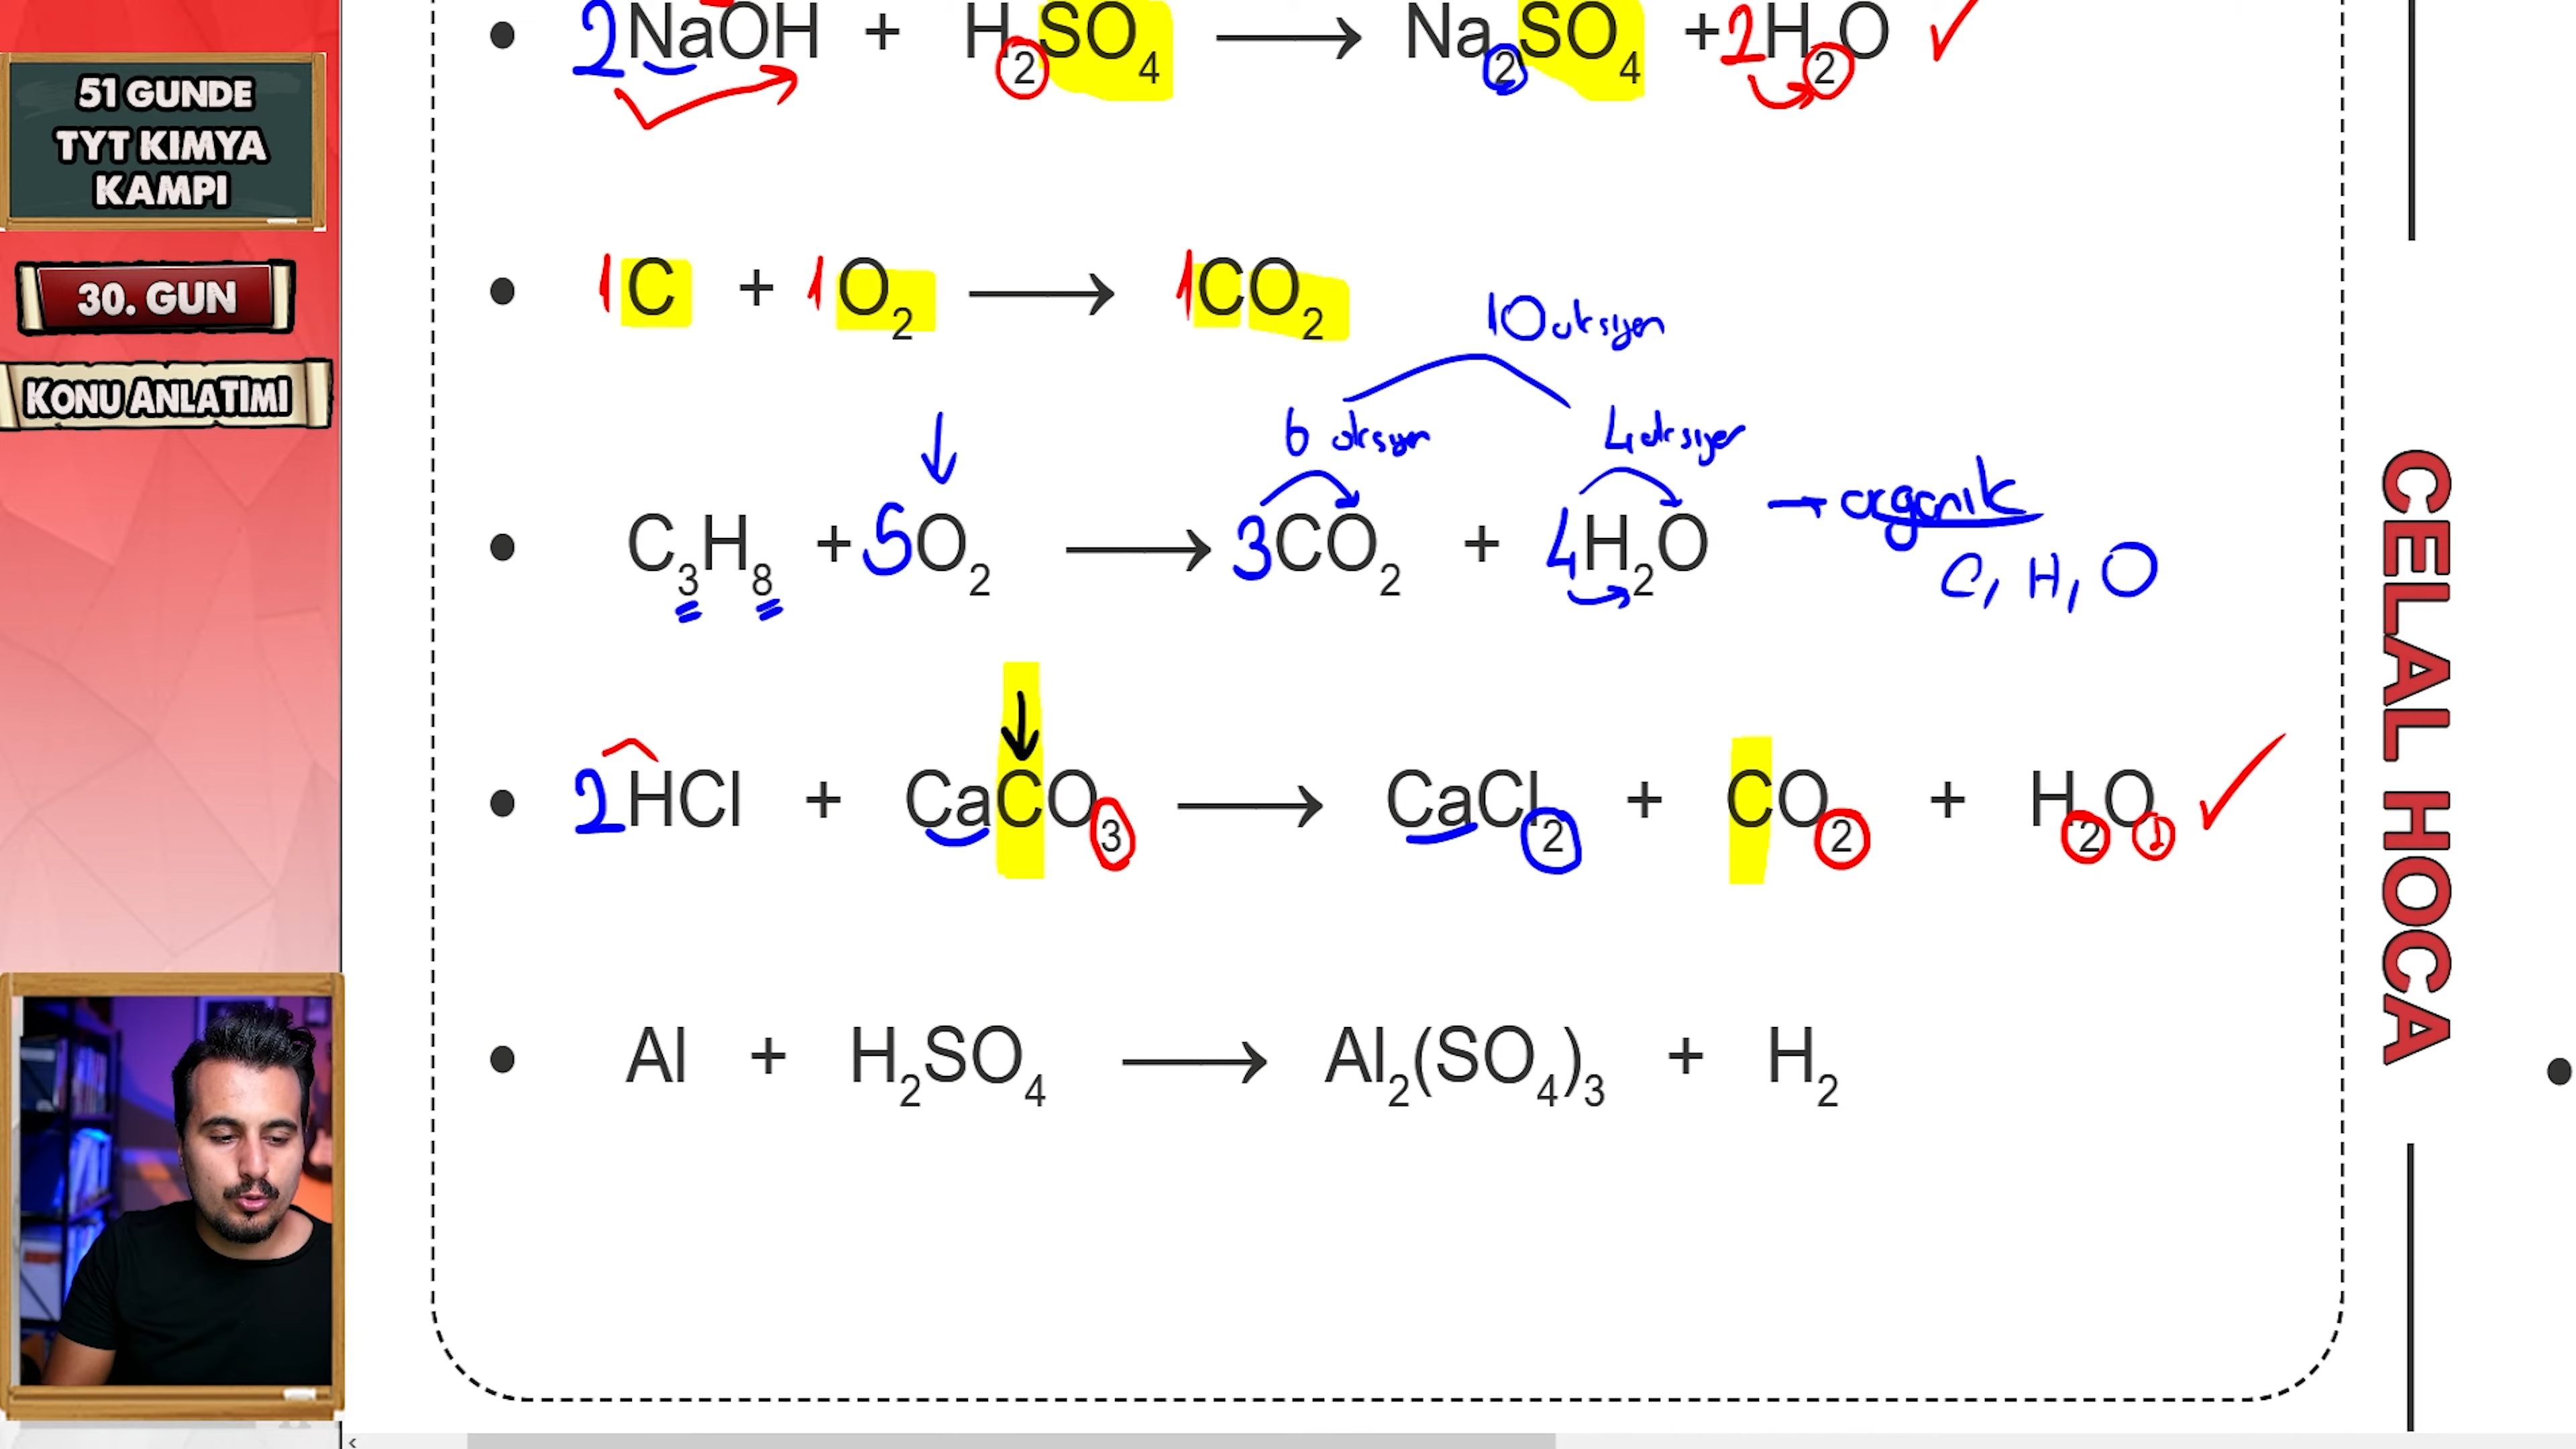 51 GUNDE
TYT KIMYA
KAMPI
30. GUN
KONU ANLATIMI
2NaOH + H₂SO₄ ⟶ Na₂SO₄ + 2H₂O ✓
1C + 1O₂ ⟶ 1CO₂
10 oksijen
6 oksijen 4 oksijen
C₃H₈ + 5O₂ ⟶ 3CO₂ + 4H₂O → organik
C, H, O
2HCl + CaCO₃ ⟶ CaCl₂ + CO₂ + H₂O₁ ✓
Al + H₂SO₄ ⟶ Al₂(SO₄)₃ + H₂
CELAL HOCA